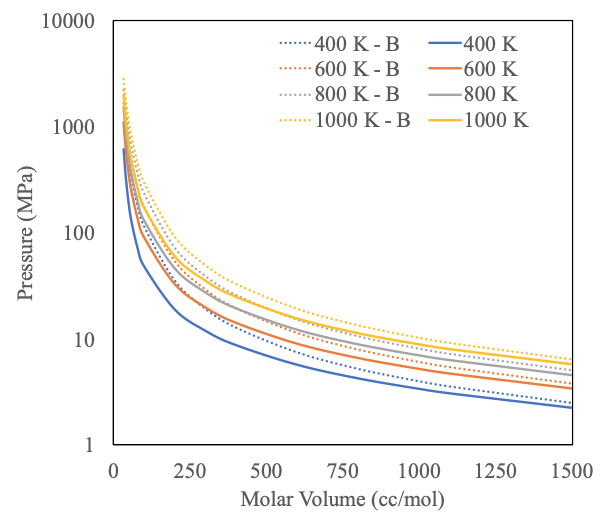 10000
1000
100
10
1
Pressure (MPa)
400 K - B 400 K
600 K - B 600 K
800 K - B 800 K
1000 K - B 1000 K
0 250 500 750 1000 1250 1500
Molar Volume (cc/mol)